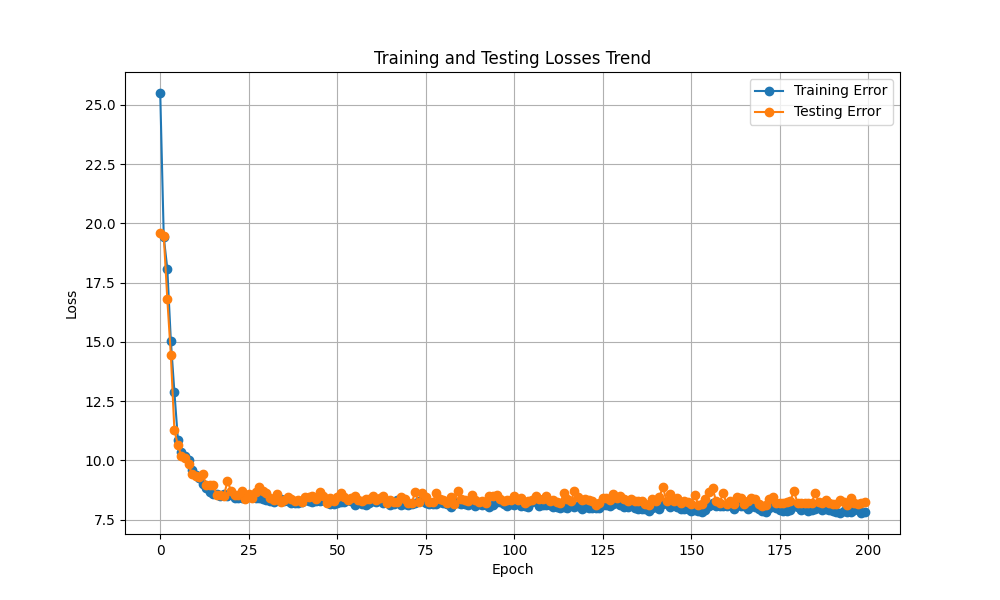 Training and Testing Losses Trend
Training Error
Testing Error
25.0
22.5
20.0
17.5
15.0
12.5
10.0
7.5
Loss
0 25 50 75 100 125 150 175 200
Epoch